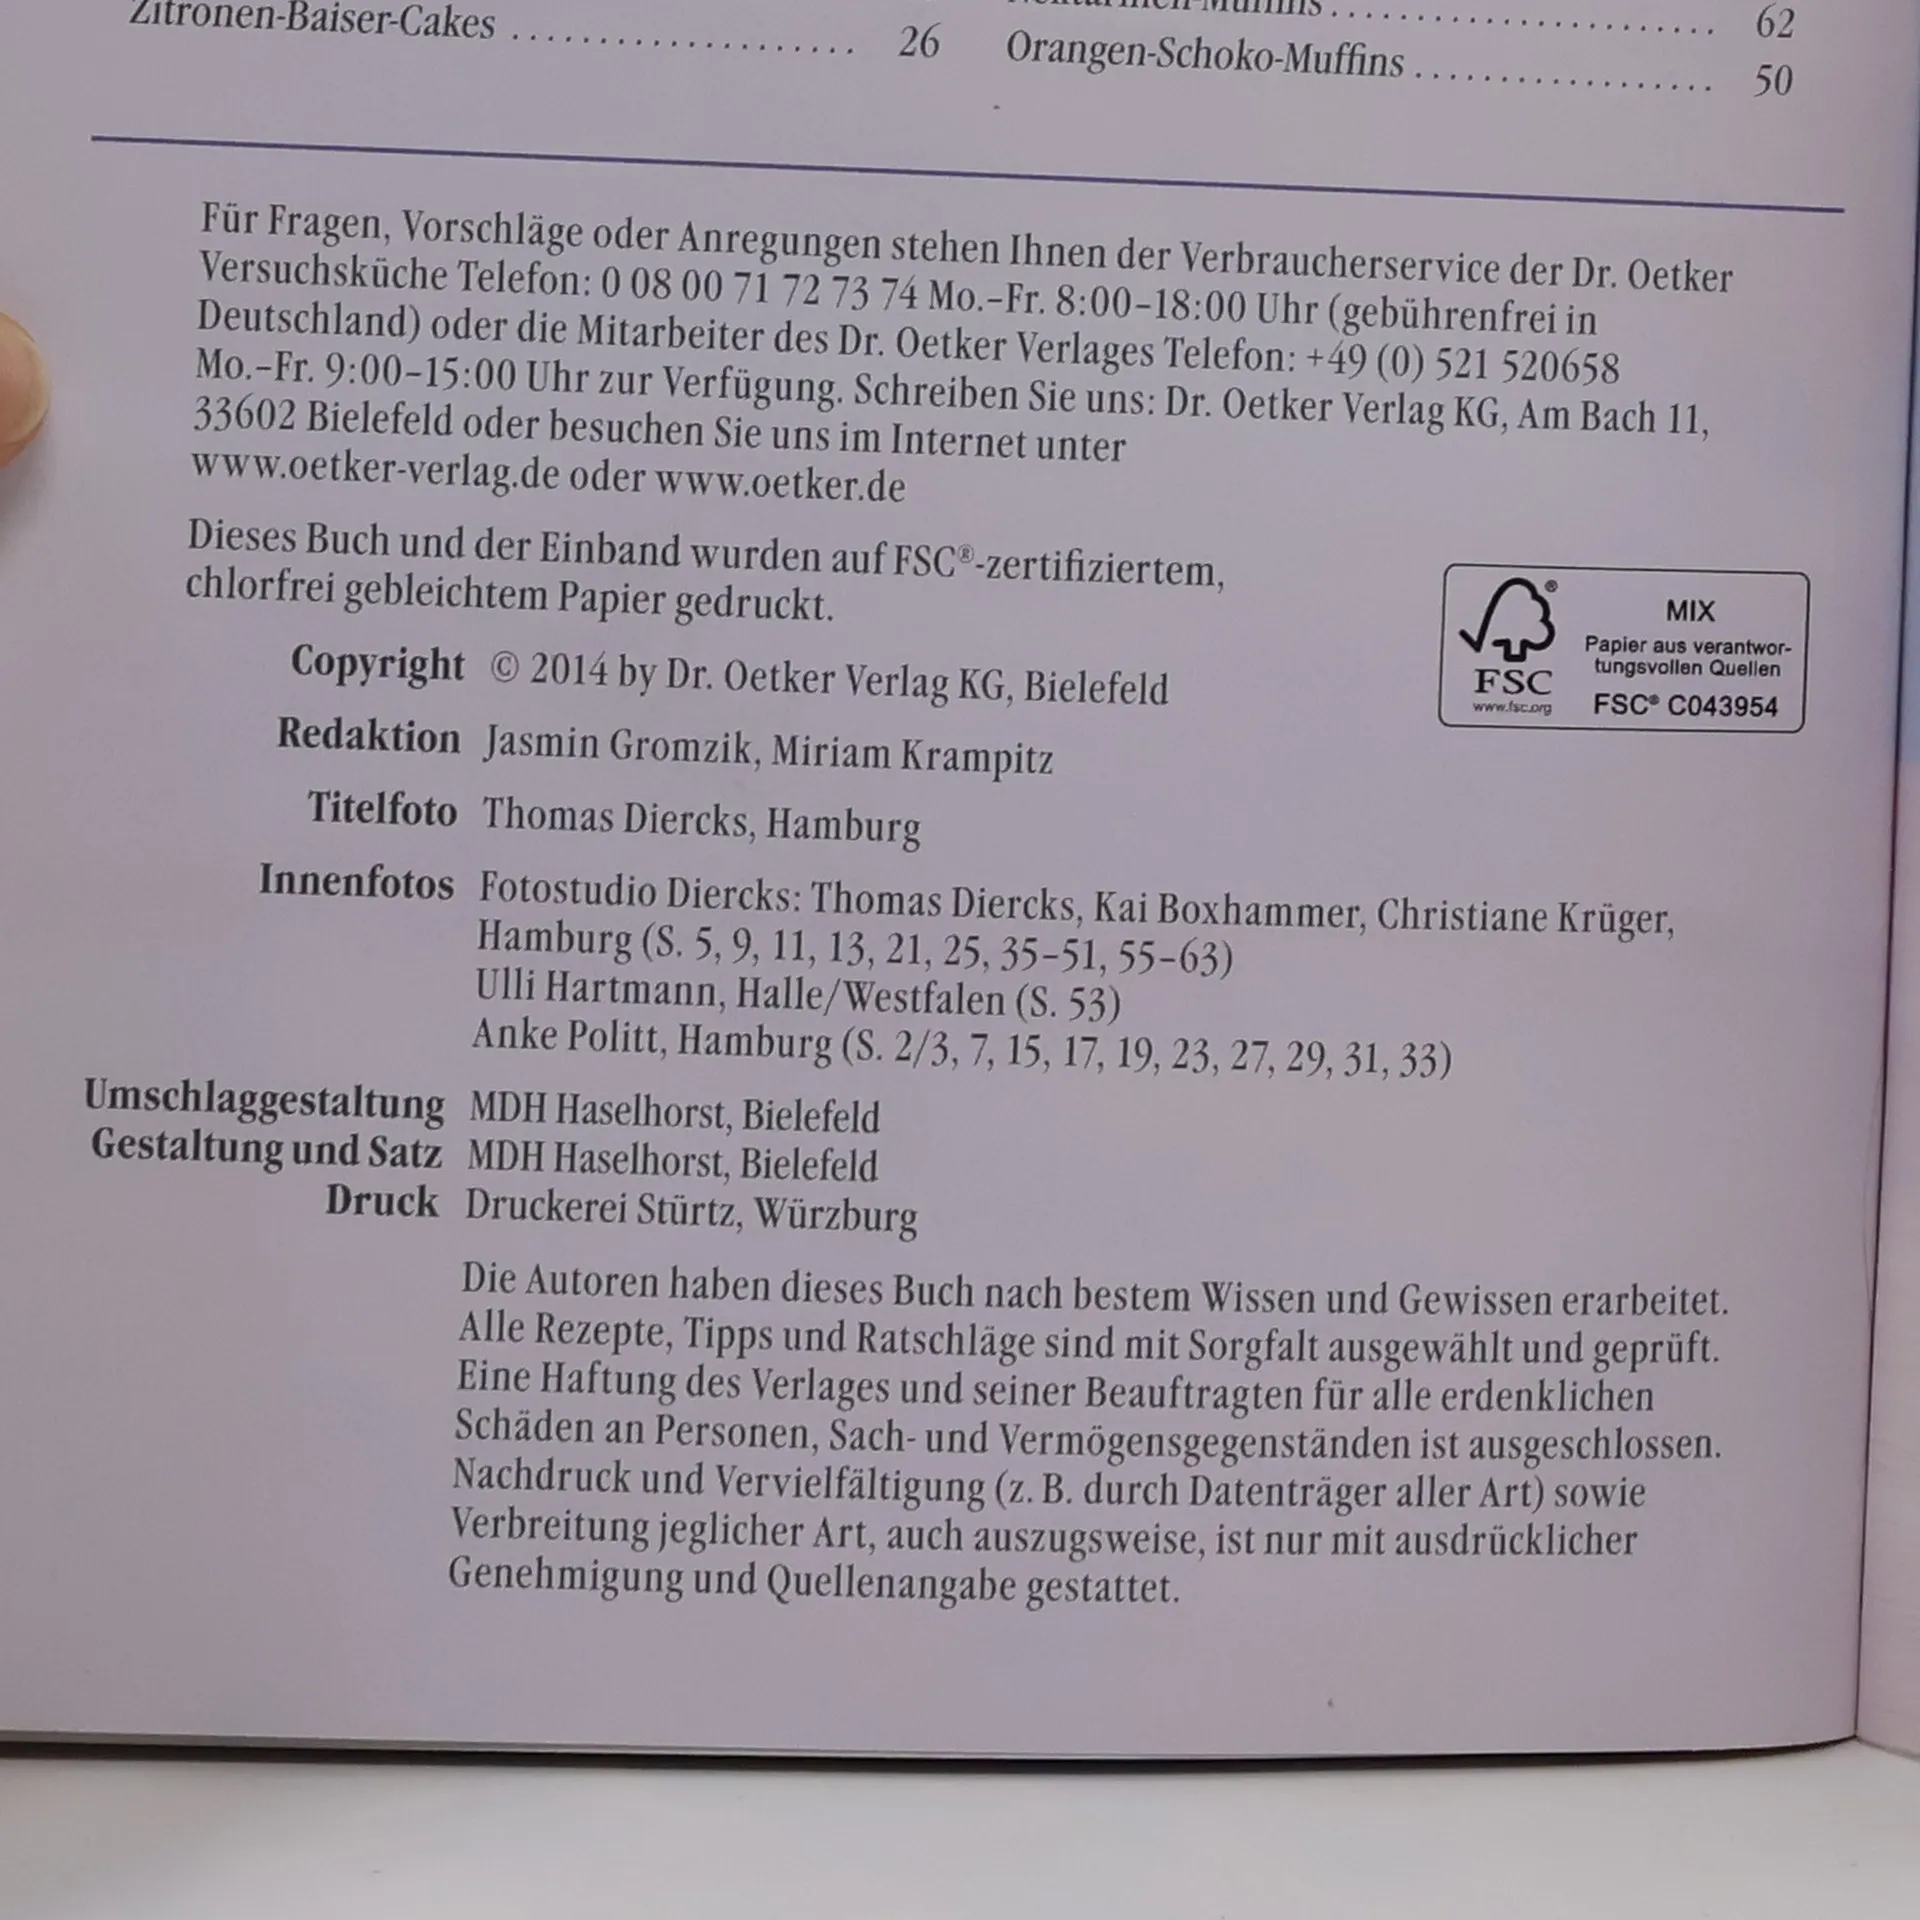 Zitronen-Baiser-Cakes .................... 26
Nektarinen-Muffins ....................... 62
Orangen-Schoko-Muffins .................. 50
Für Fragen, Vorschläge oder Anregungen stehen Ihnen der Verbraucherservice der Dr. Oetker
Versuchsküche Telefon: 0 08 00 71 72 73 74 Mo.–Fr. 8:00–18:00 Uhr (gebührenfrei in
Deutschland) oder die Mitarbeiter des Dr. Oetker Verlages Telefon: +49 (0) 521 520658
Mo.–Fr. 9:00–15:00 Uhr zur Verfügung. Schreiben Sie uns: Dr. Oetker Verlag KG, Am Bach 11,
33602 Bielefeld oder besuchen Sie uns im Internet unter
www.oetker-verlag.de oder www.oetker.de
Dieses Buch und der Einband wurden auf FSC®-zertifiziertem,
chlorfrei gebleichtem Papier gedruckt.
®
FSC
www.fsc.org
MIX
Papier aus verantwor-
tungsvollen Quellen
FSC® C043954
Copyright © 2014 by Dr. Oetker Verlag KG, Bielefeld
Redaktion Jasmin Gromzik, Miriam Krampitz
Titelfoto Thomas Diercks, Hamburg
Innenfotos Fotostudio Diercks: Thomas Diercks, Kai Boxhammer, Christiane Krüger,
Hamburg (S. 5, 9, 11, 13, 21, 25, 35–51, 55–63)
Ulli Hartmann, Halle/Westfalen (S. 53)
Anke Politt, Hamburg (S. 2/3, 7, 15, 17, 19, 23, 27, 29, 31, 33)
Umschlaggestaltung MDH Haselhorst, Bielefeld
Gestaltung und Satz MDH Haselhorst, Bielefeld
Druck Druckerei Stürtz, Würzburg
Die Autoren haben dieses Buch nach bestem Wissen und Gewissen erarbeitet.
Alle Rezepte, Tipps und Ratschläge sind mit Sorgfalt ausgewählt und geprüft.
Eine Haftung des Verlages und seiner Beauftragten für alle erdenklichen
Schäden an Personen, Sach- und Vermögensgegenständen ist ausgeschlossen.
Nachdruck und Vervielfältigung (z. B. durch Datenträger aller Art) sowie
Verbreitung jeglicher Art, auch auszugsweise, ist nur mit ausdrücklicher
Genehmigung und Quellenangabe gestattet.